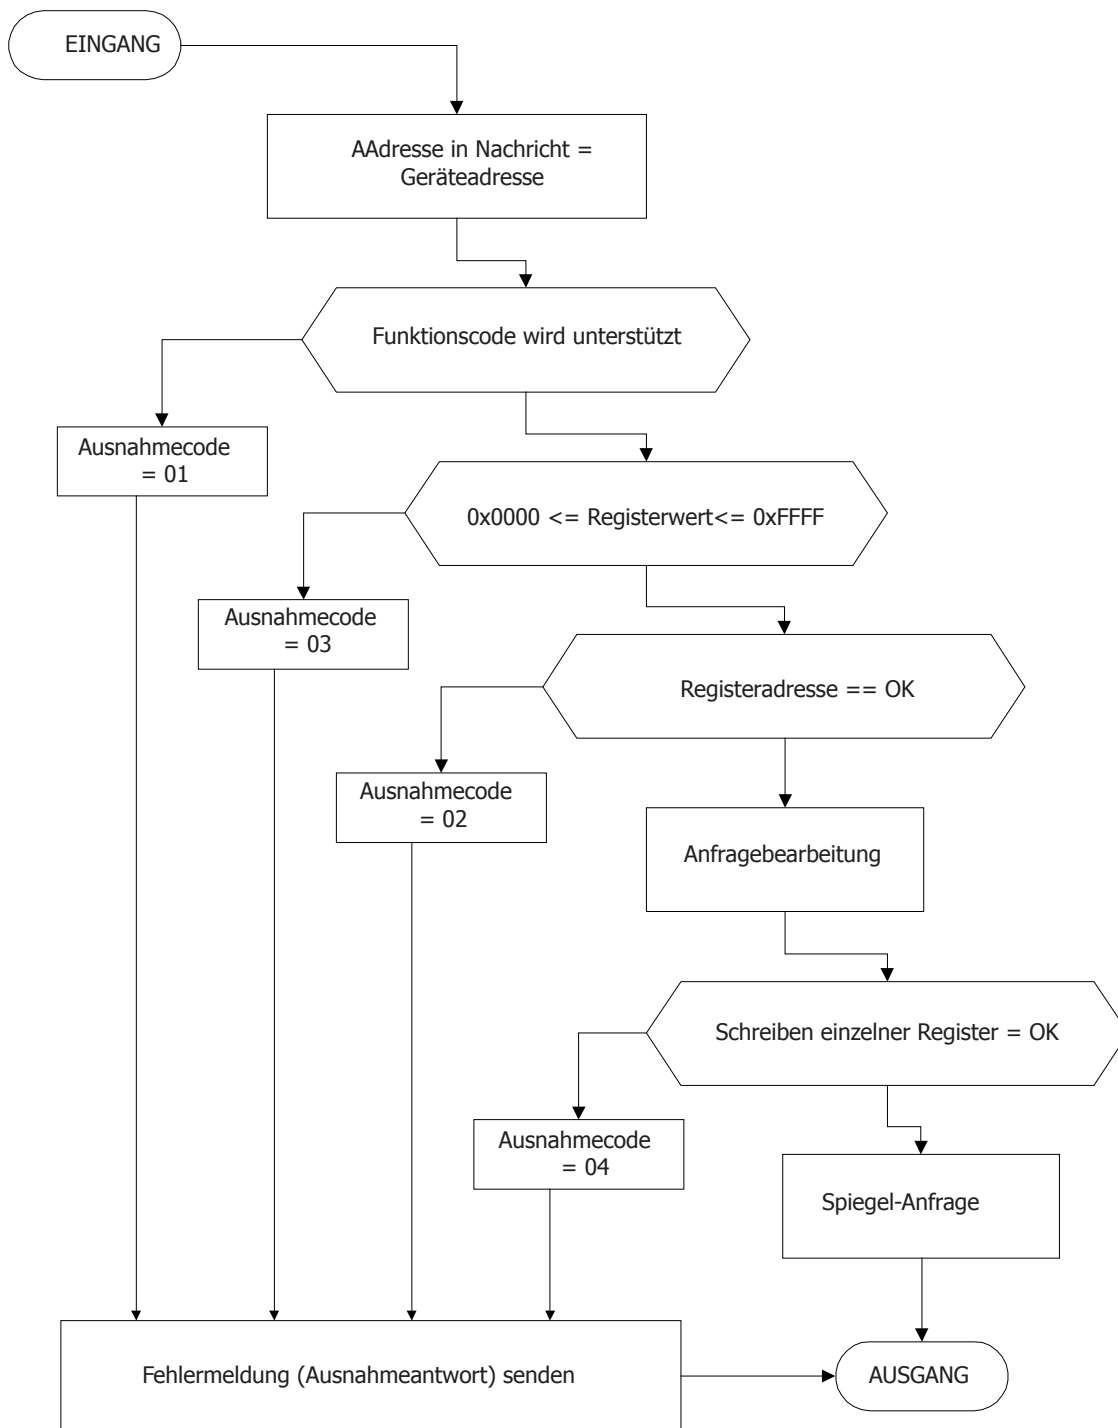 EINGANG
AAdresse in Nachricht =
Geräteadresse
Funktionscode wird unterstützt
Ausnahmecode
= 01
0x0000 <= Registerwert<= 0xFFFF
Ausnahmecode
= 03
Registeradresse == OK
Ausnahmecode
= 02
Anfragebearbeitung
Schreiben einzelner Register = OK
Ausnahmecode
= 04
Spiegel-Anfrage
Fehlermeldung (Ausnahmeantwort) senden
AUSGANG